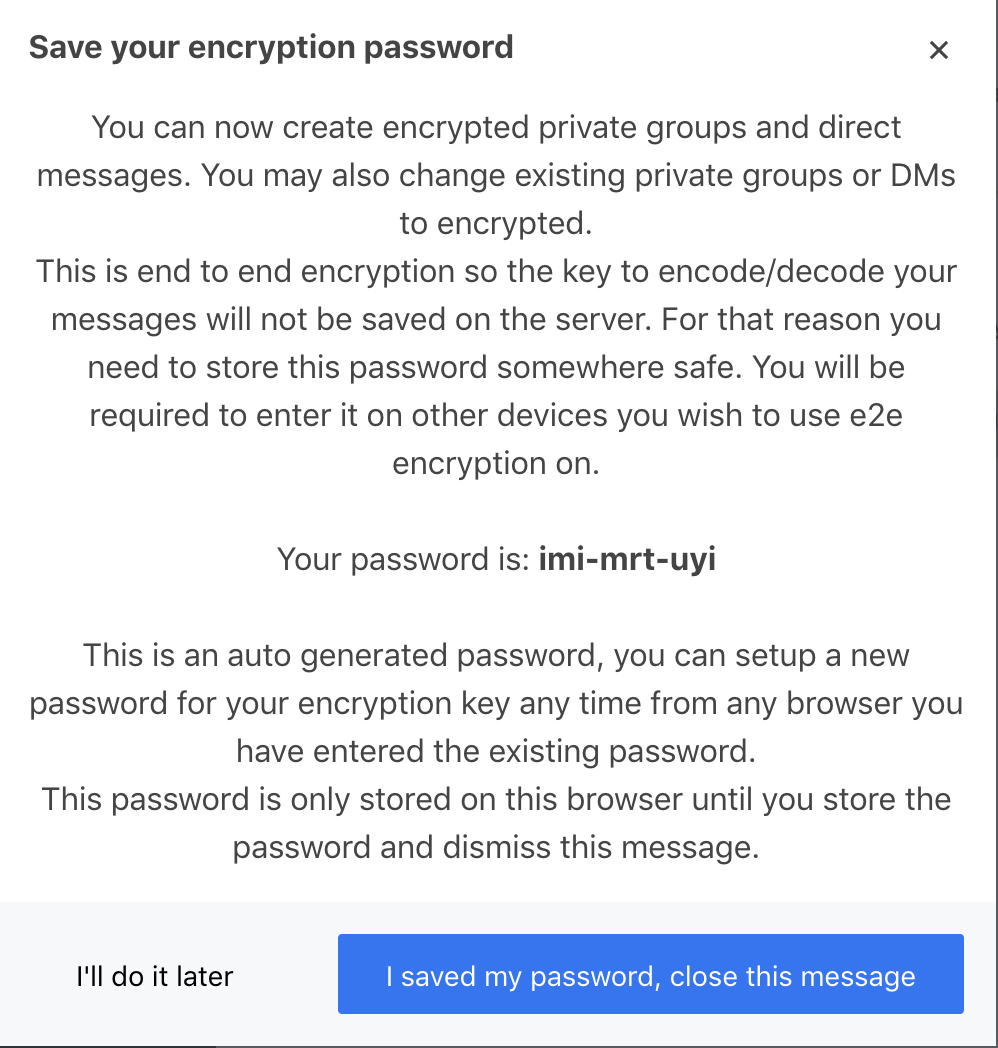 Save your encryption password
You can now create encrypted private groups and direct
messages. You may also change existing private groups or DMs
to encrypted.
This is end to end encryption so the key to encode/decode your
messages will not be saved on the server. For that reason you
need to store this password somewhere safe. You will be
required to enter it on other devices you wish to use e2e
encryption on.
Your password is: imi-mrt-uyi
This is an auto generated password, you can setup a new
password for your encryption key any time from any browser you
have entered the existing password.
This password is only stored on this browser until you store the
password and dismiss this message.
I'll do it later
I saved my password, close this message